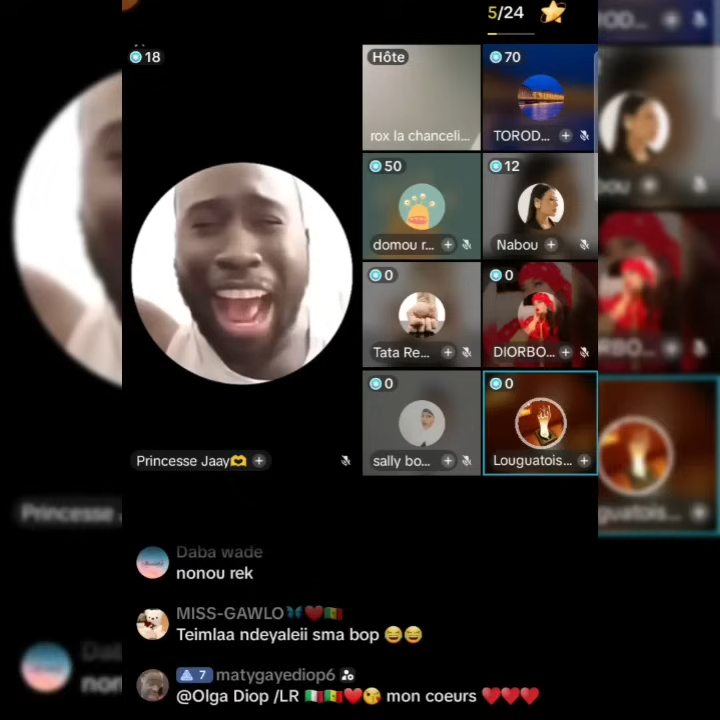 5/24
18
Hôte
70
rox la chanceli...
TOROD...
50
12
domou r...
Nabou
0
0
Tata Re...
DIORBO...
0
0
Princesse Jaay🫶
sally bo...
Louguatois...
Daba wade
nonou rek
MISS-GAWLO🦋❤️🇸🇳
Teimlaa ndeyaleii sma bop 😂😂
7 matygayediop6
@Olga Diop /LR 🇮🇹🇸🇳❤️😘 mon coeurs ❤️❤️❤️